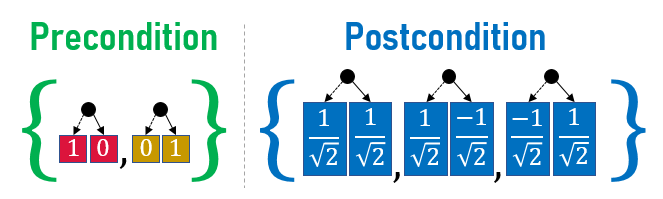 Precondition
Postcondition
{ 1 0 , 0 1 }
{ 1/√2 1/√2 , 1/√2 -1/√2 , -1/√2 1/√2 }